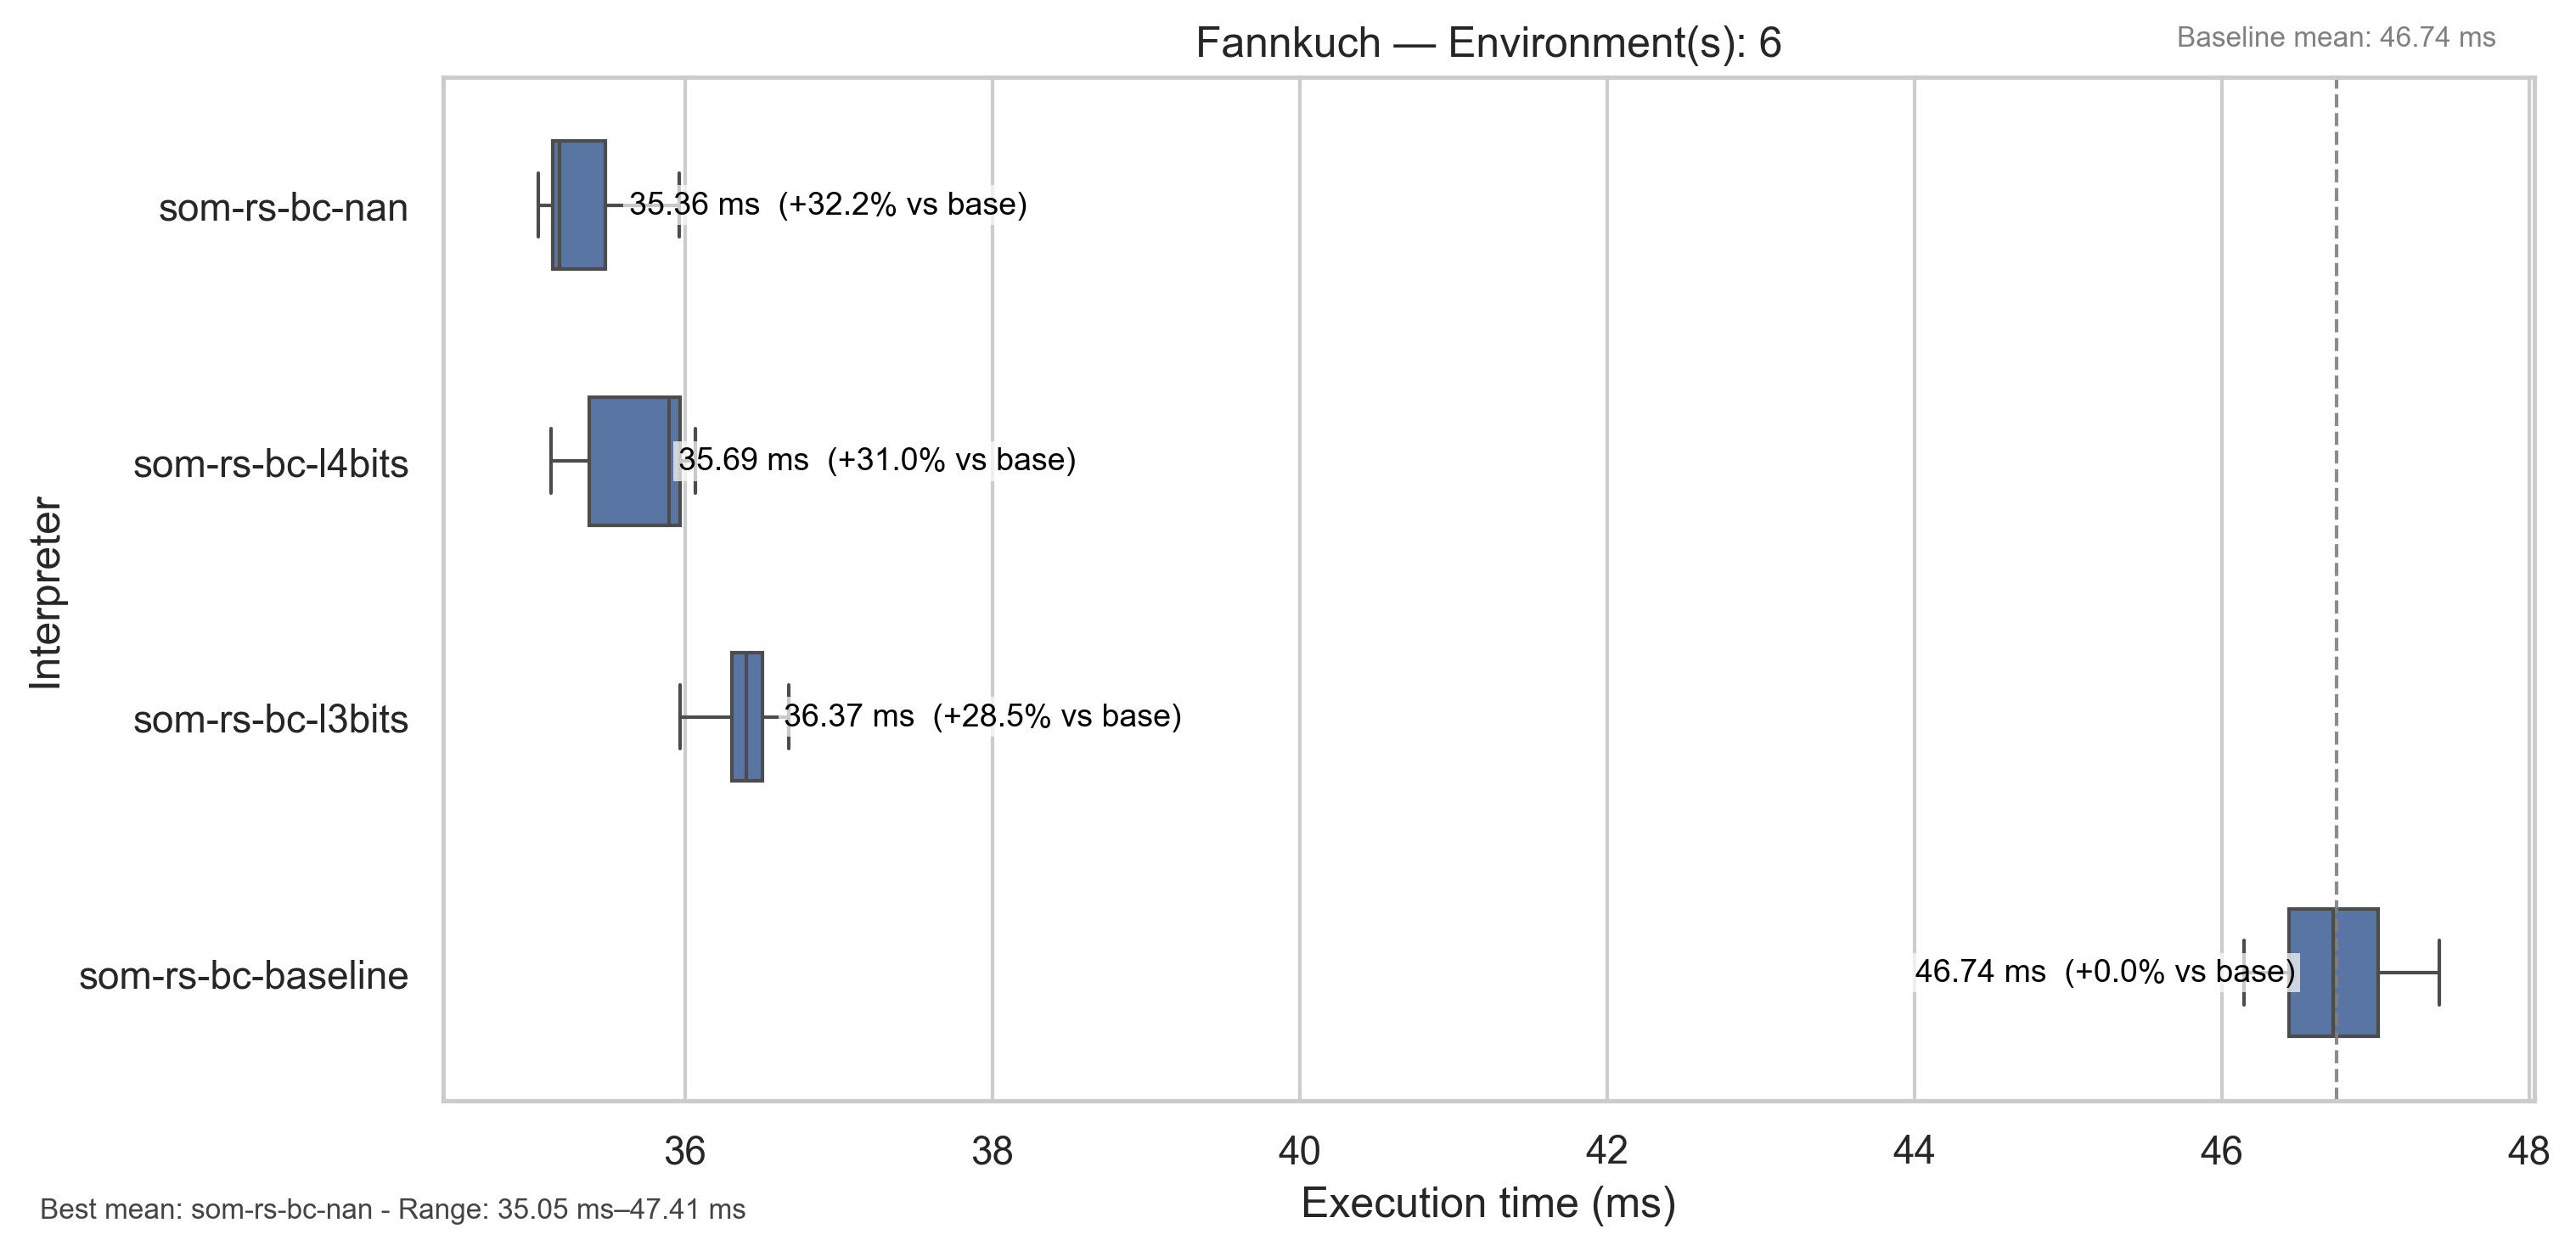 Fannkuch — Environment(s): 6
Baseline mean: 46.74 ms
Interpreter
som-rs-bc-nan
35.36 ms  (+32.2% vs base)
som-rs-bc-l4bits
35.69 ms  (+31.0% vs base)
som-rs-bc-l3bits
36.37 ms  (+28.5% vs base)
som-rs-bc-baseline
46.74 ms  (+0.0% vs base)
36 38 40 42 44 46 48
Execution time (ms)
Best mean: som-rs-bc-nan - Range: 35.05 ms–47.41 ms